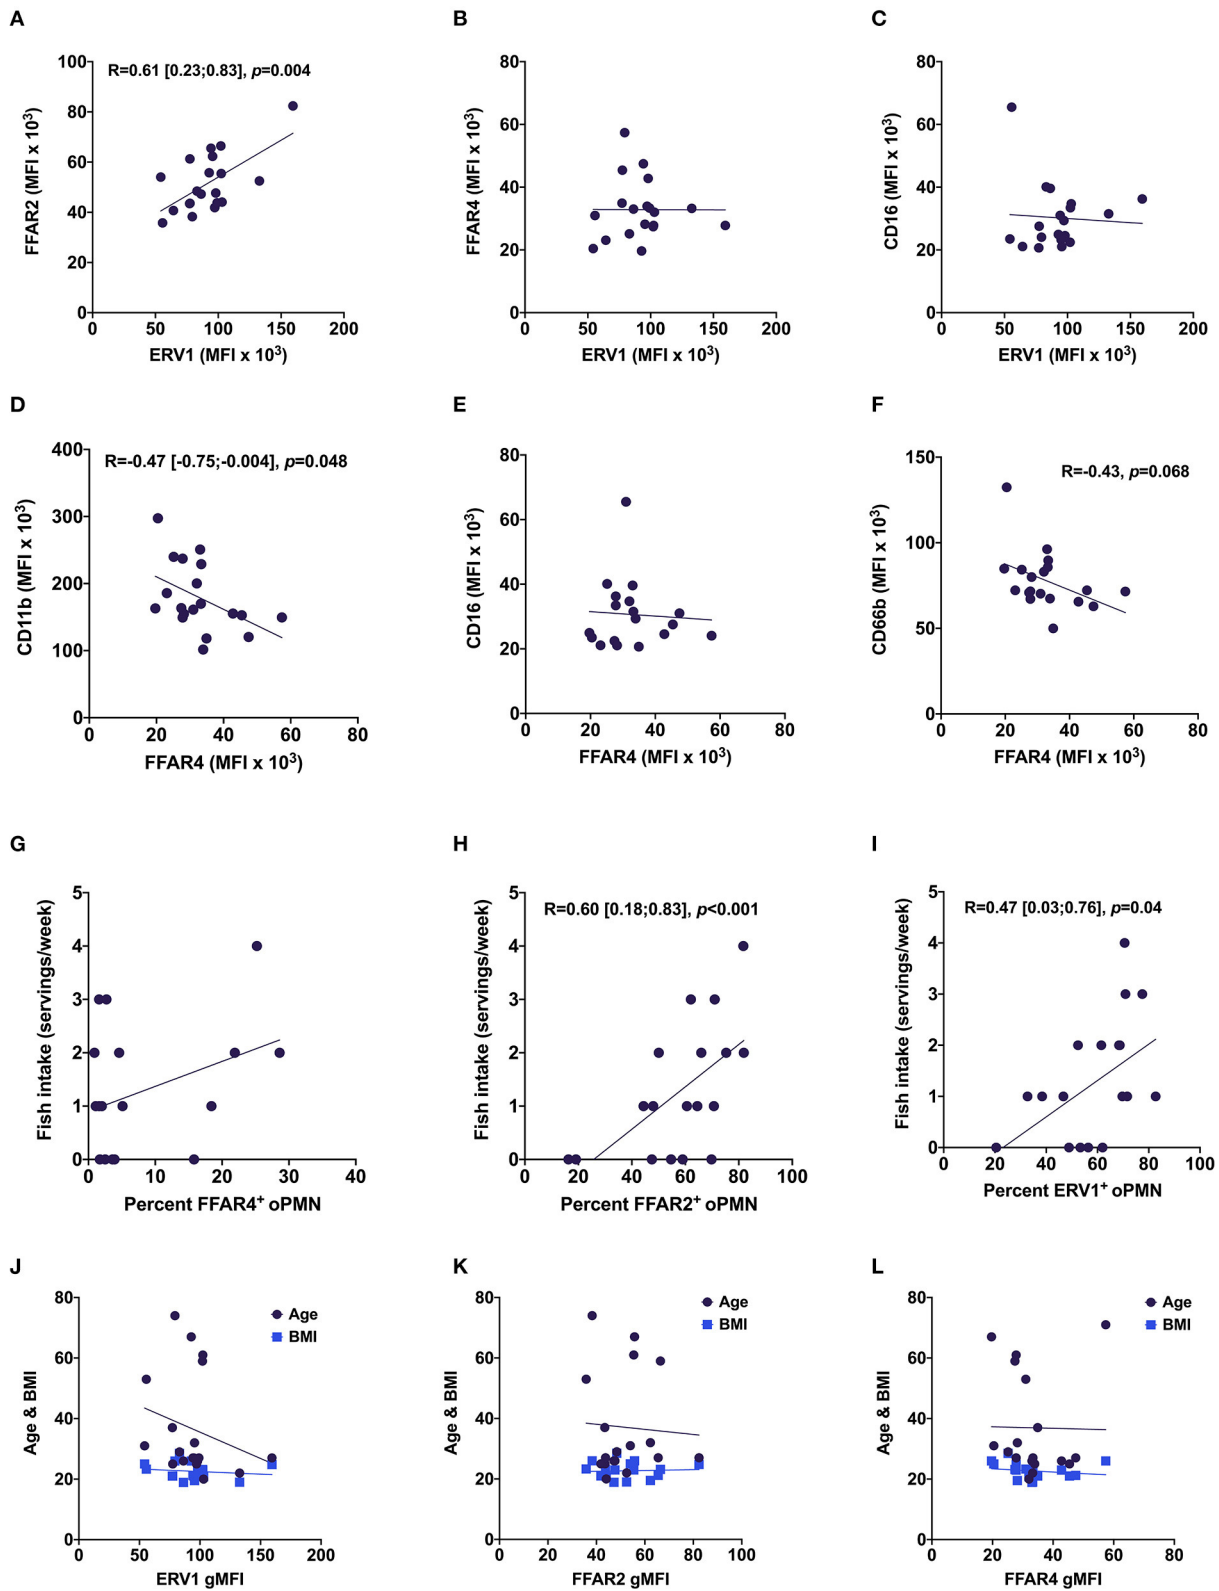 A
R=0.61 [0.23;0.83], p=0.004
FFAR2 (MFI x 10³)
100
80
60
40
20
0
0 50 100 150 200
ERV1 (MFI x 10³)
B
FFAR4 (MFI x 10³)
80
60
40
20
0
0 50 100 150 200
ERV1 (MFI x 10³)
C
CD16 (MFI x 10³)
80
60
40
20
0
0 50 100 150 200
ERV1 (MFI x 10³)
D
R=-0.47 [-0.75;-0.004], p=0.048
CD11b (MFI x 10³)
400
300
200
100
0
0 20 40 60 80
FFAR4 (MFI x 10³)
E
CD16 (MFI x 10³)
80
60
40
20
0
0 20 40 60 80
FFAR4 (MFI x 10³)
F
R=-0.43, p=0.068
CD66b (MFI x 10³)
150
100
50
0
0 20 40 60 80
FFAR4 (MFI x 10³)
G
Fish intake (servings/week)
5
4
3
2
1
0
0 10 20 30 40
Percent FFAR4⁺ oPMN
H
R=0.60 [0.18;0.83], p<0.001
Fish intake (servings/week)
5
4
3
2
1
0
0 20 40 60 80 100
Percent FFAR2⁺ oPMN
I
R=0.47 [0.03;0.76], p=0.04
Fish intake (servings/week)
5
4
3
2
1
0
0 20 40 60 80 100
Percent ERV1⁺ oPMN
J
Age & BMI
80
60
40
20
0
Age
BMI
0 50 100 150 200
ERV1 gMFI
K
Age & BMI
80
60
40
20
0
Age
BMI
0 20 40 60 80 100
FFAR2 gMFI
L
Age & BMI
80
60
40
20
0
Age
BMI
0 20 40 60 80
FFAR4 gMFI